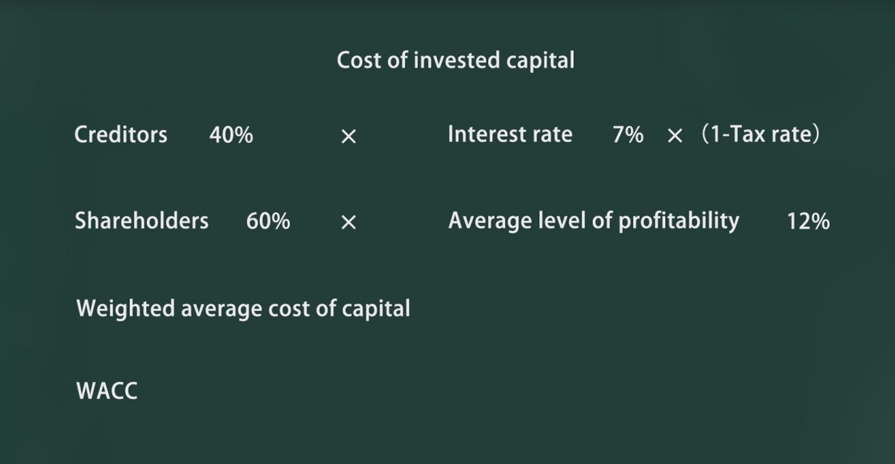 Cost of invested capital
Creditors 40% × Interest rate 7% × (1-Tax rate)
Shareholders 60% × Average level of profitability 12%
Weighted average cost of capital
WACC